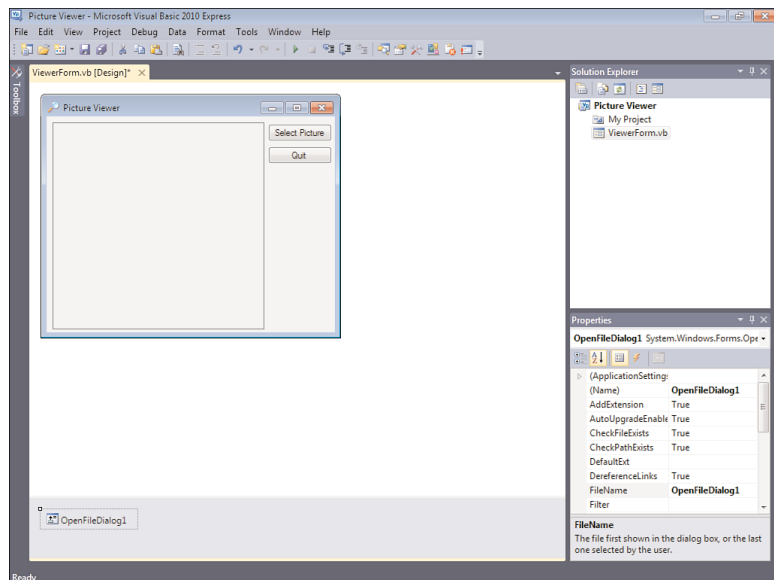 Picture Viewer - Microsoft Visual Basic 2010 Express
File Edit View Project Debug Data Format Tools Window Help
Toolbox
ViewerForm.vb [Design]*
Picture Viewer
Select Picture
Quit
OpenFileDialog1
Solution Explorer
Picture Viewer
My Project
ViewerForm.vb
Properties
OpenFileDialog1 System.Windows.Forms.Ope
(ApplicationSettings
(Name) OpenFileDialog1
AddExtension True
AutoUpgradeEnable True
CheckFileExists True
CheckPathExists True
DefaultExt
DereferenceLinks True
FileName OpenFileDialog1
Filter
FileName
The file first shown in the dialog box, or the last
one selected by the user.
Ready